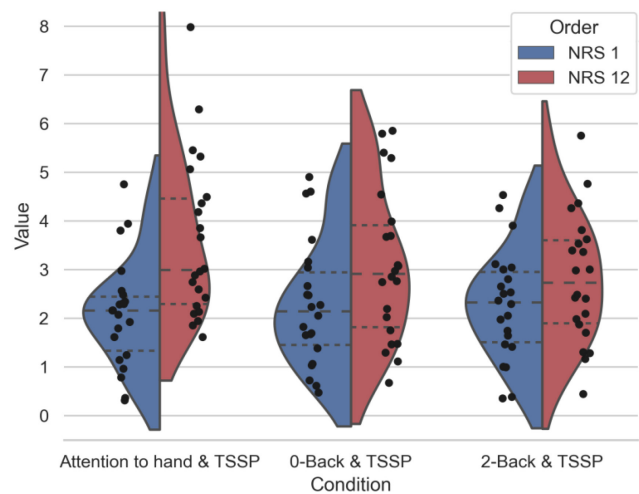 8
7
6
5
4
3
2
1
0
Value
Order
NRS 1
NRS 12
Attention to hand & TSSP
0-Back & TSSP
2-Back & TSSP
Condition